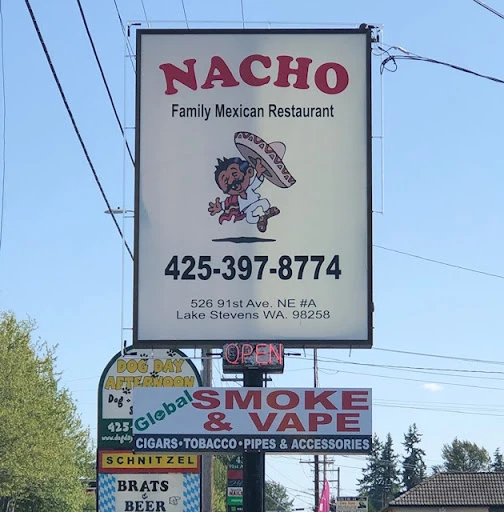 NACHO
Family Mexican Restaurant
425-397-8774
526 91st Ave. NE #A
Lake Stevens WA. 98258
OPEN
DOG DAY
AFTERNOON
Dog
425-
Global SMOKE
& VAPE
CIGARS•TOBACCO•PIPES & ACCESSORIES
SCHNITZEL
BRATS
&
BEER